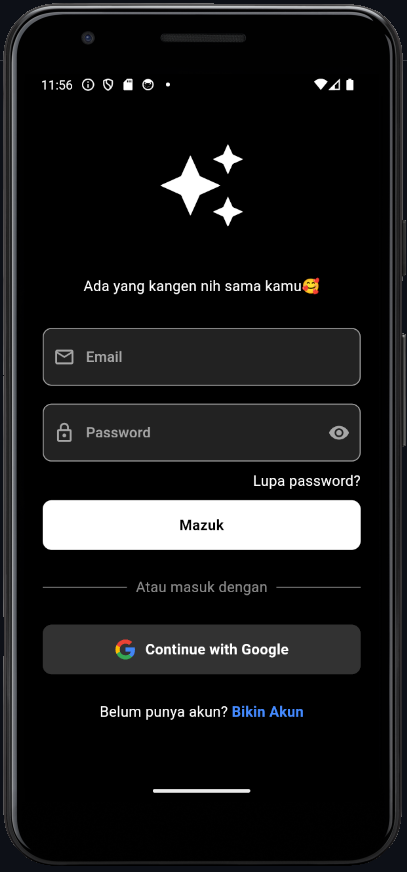 11:56
Ada yang kangen nih sama kamu🥰
Email
Password
Lupa password?
Mazuk
Atau masuk dengan
Continue with Google
Belum punya akun? Bikin Akun